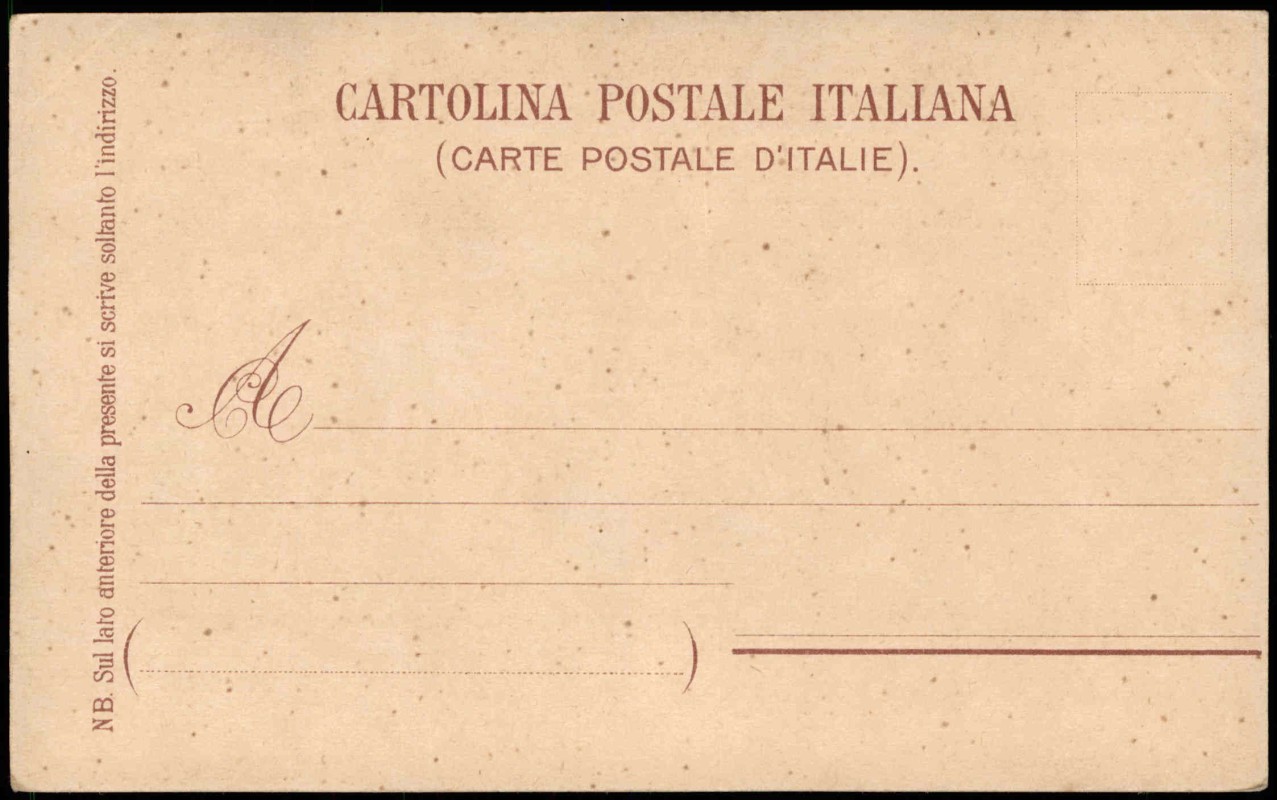 CARTOLINA POSTALE ITALIANA
(CARTE POSTALE D'ITALIE).
A
( )
NB. Sul lato anteriore della presente si scrive soltanto l'indirizzo.